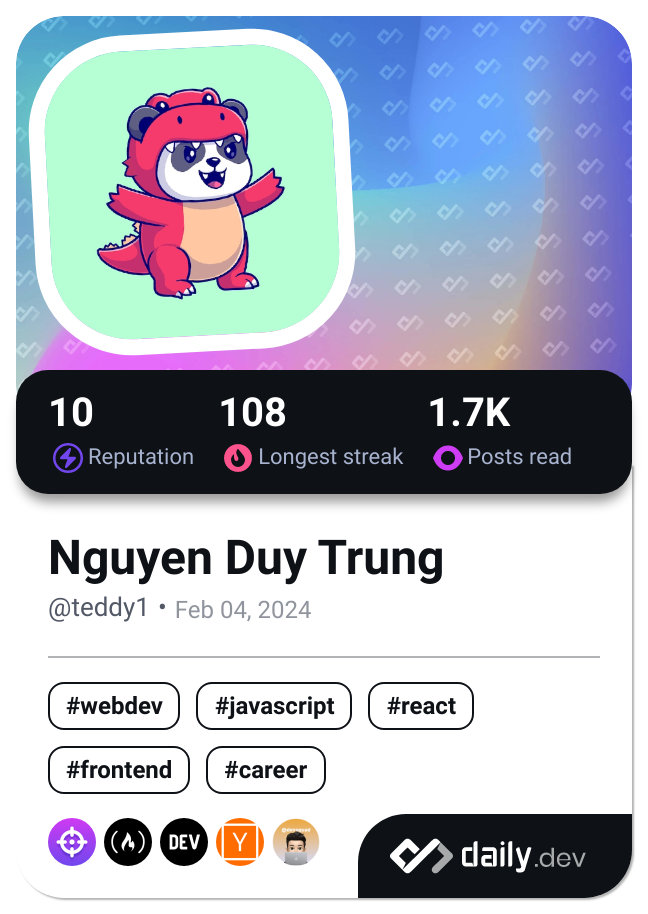 10 108 1.7K
Reputation Longest streak Posts read
Nguyen Duy Trung
@teddy1 • Feb 04, 2024
#webdev #javascript #react
#frontend #career
DEV Y
daily.dev